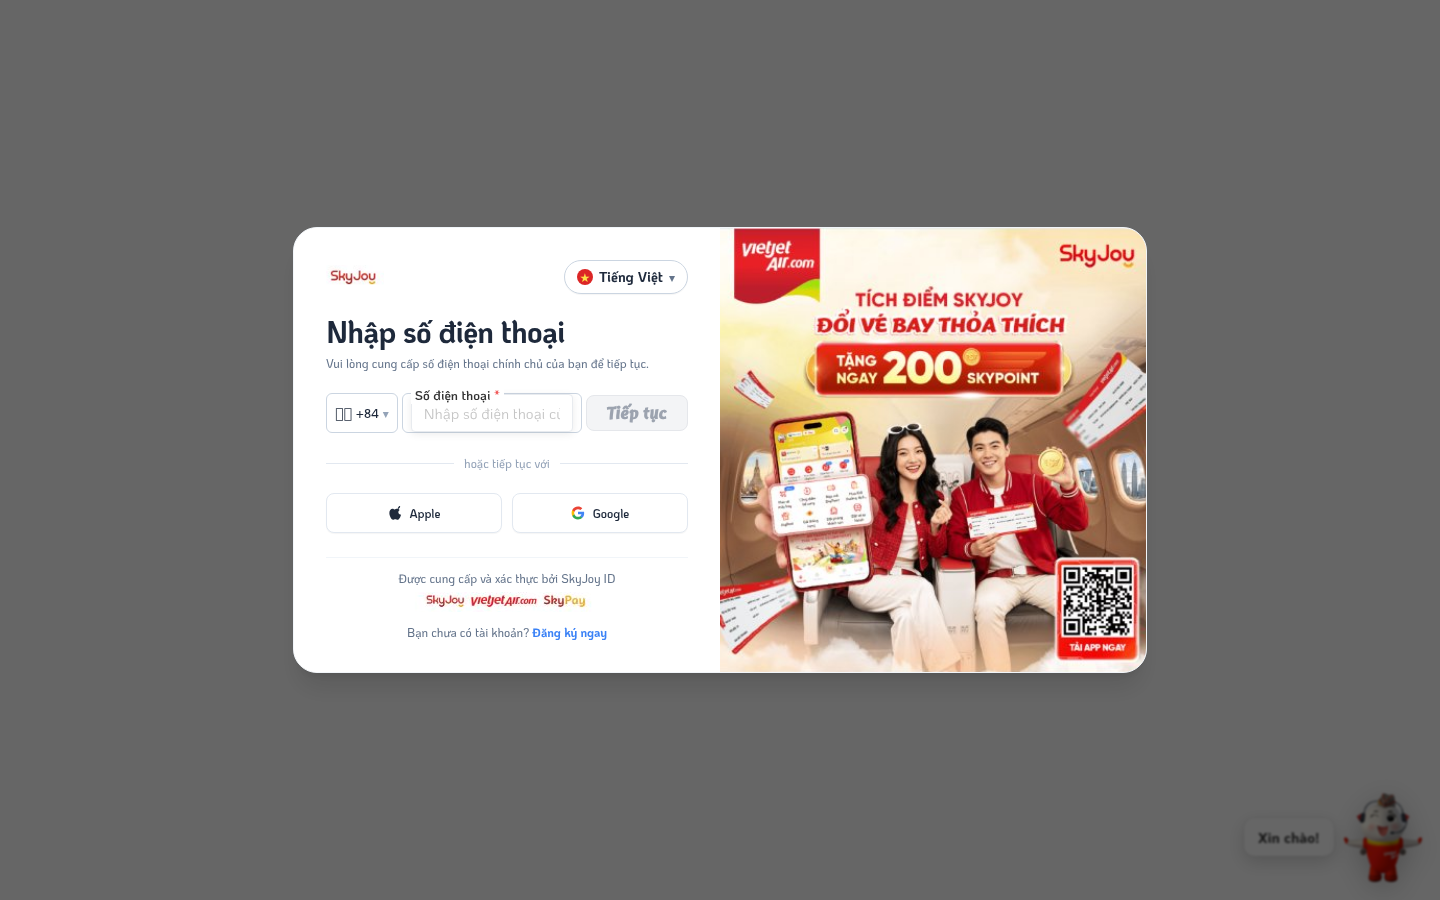 SkyJoy
Tiếng Việt
Nhập số điện thoại
Vui lòng cung cấp số điện thoại chính chủ của bạn để tiếp tục.
Số điện thoại *
+84
Nhập số điện thoại củ
Tiếp tục
hoặc tiếp tục với
Apple
Google
Được cung cấp và xác thực bởi SkyJoy ID
SkyJoy vietjetAir.com SkyPay
Bạn chưa có tài khoản? Đăng ký ngay
vietjet
Air.com
SkyJoy
TÍCH ĐIỂM SKYJOY
ĐỔI VÉ BAY THỎA THÍCH
TẶNG
NGAY 200 SKYPOINT
TẢI APP NGAY
Xin chào!